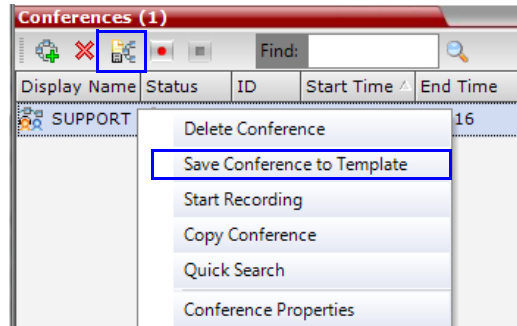 Conferences (1)
Find:
Display Name Status ID Start Time End Time
SUPPORT 16
Delete Conference
Save Conference to Template
Start Recording
Copy Conference
Quick Search
Conference Properties